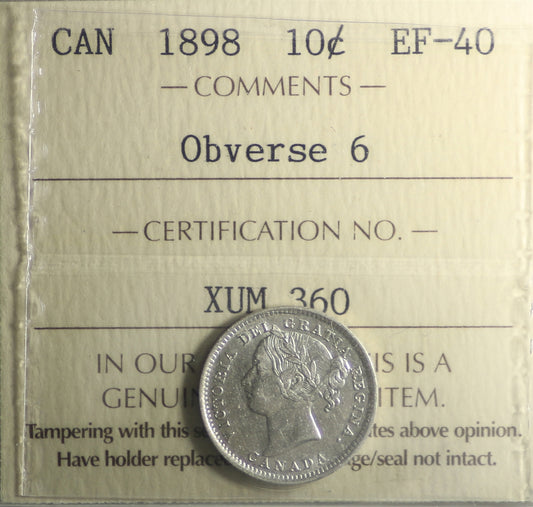 CAN 1898 10¢ EF-40
— COMMENTS —
Obverse 6
— CERTIFICATION NO. —
XUM 360
IN OUR IS IS A
GENUI ITEM.
Tampering with this se tes above opinion.
Have holder replace ge/seal not intact.
VICTORIA DEI GRATIA REGINA
CANADA